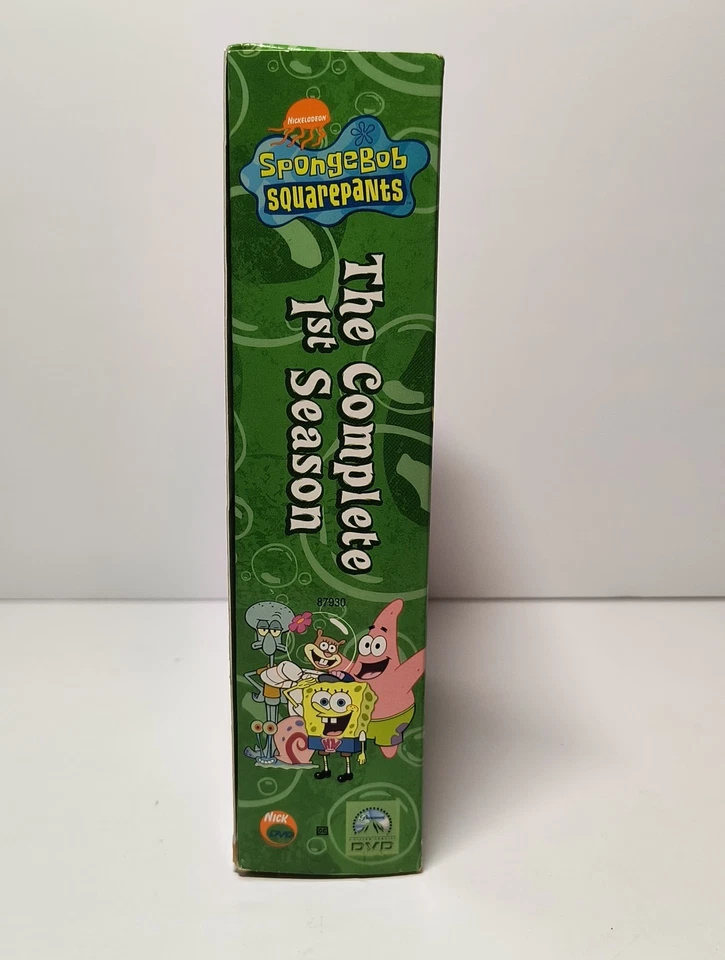 NICKELODEON
SPONGEBOB
SQUAREPANTS
The Complete
1st Season
87930
NICK
DVD
DVD